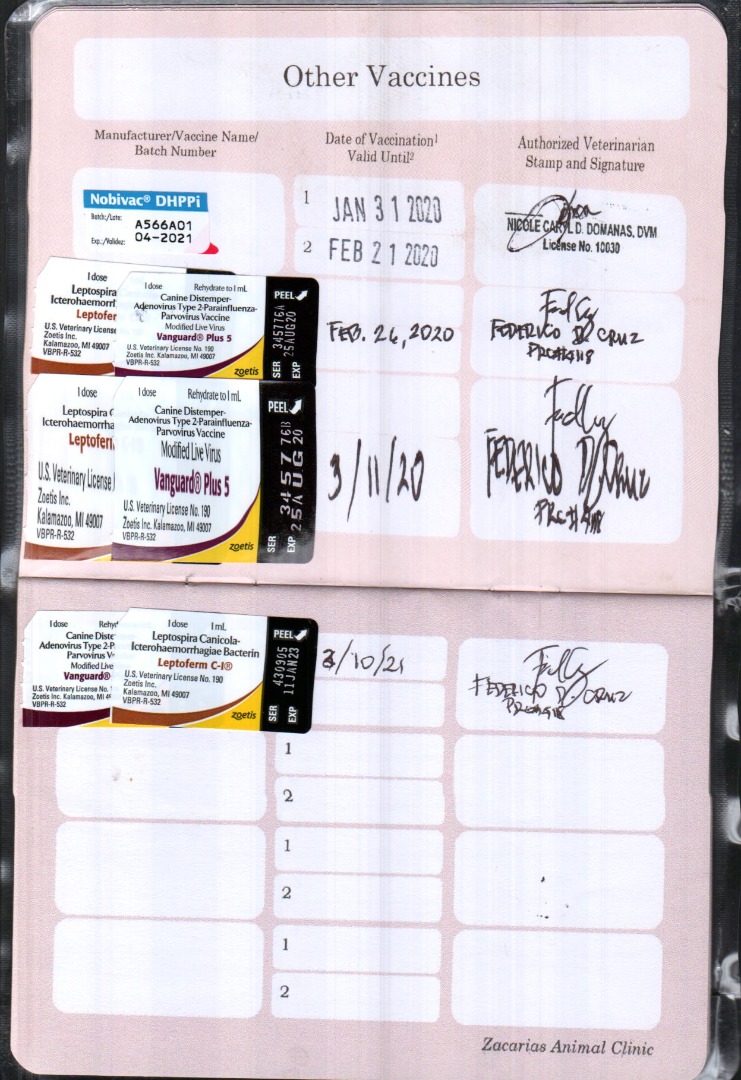 Other Vaccines
Manufacturer/Vaccine Name/
Batch Number
Date of Vaccination1
Valid Until2
Authorized Veterinarian
Stamp and Signature
Nobivac® DHPPi
Batch:/Lote:
A566A01
Exp.:/Validez:
04-2021
1
JAN 31 2020
2
FEB 21 2020
NICOLE CARYL D. DOMANAS, DVM
License No. 10030
1 dose
Leptospira
Icterohaemorrh
Leptofer
U.S. Veterinary License
Zoetis Inc.
Kalamazoo, MI 4900
VBPR-R-532
1 dose Rehydrate to 1 mL
Canine Distemper-
Adenovirus Type 2-Parainfluenza-
Parvovirus Vaccine
Modified Live Virus
Vanguard® Plus 5
U.S. Veterinary License No. 190
Zoetis Inc. Kalamazoo, MI 49007
VBPR-R-532
zoetis
PEEL
SER 345776A
EXP 25AUG20
FEB. 26, 2020
FEDERICO D. CRUZ
1 dose
Leptospira C
Icterohaemorrha
Leptoferm
U.S. Veterinary License
Zoetis Inc.
Kalamazoo, MI 49007
VBPR-R-532
1 dose Rehydrate to 1 mL
Canine Distemper-
Adenovirus Type 2-Parainfluenza-
Parvovirus Vaccine
Modified Live Virus
Vanguard® Plus 5
U.S. Veterinary License No. 190
Zoetis Inc. Kalamazoo, MI 49007
VBPR-R-532
zoetis
PEEL
SER 345776B
EXP 25AUG20
3/11/20
FEDERICO D. CRUZ
1 dose Rehyd
Canine Diste
Adenovirus Type 2-P
Parvovirus V
Modified Live
Vanguard®
U.S. Veterinary License No.
Zoetis Inc. Kalamazoo, MI 4
VBPR-R-532
1 dose 1 mL
Leptospira Canicola-
Icterohaemorrhagiae Bacterin
Leptoferm C-I®
U.S. Veterinary License No. 190
Zoetis Inc.
Kalamazoo, MI 49007
VBPR-R-532
zoetis
PEEL
SER 430905
EXP 11JAN23
/10/21
FEDERICO D. CRUZ
1
2
1
2
1
2
Zacarias Animal Clinic